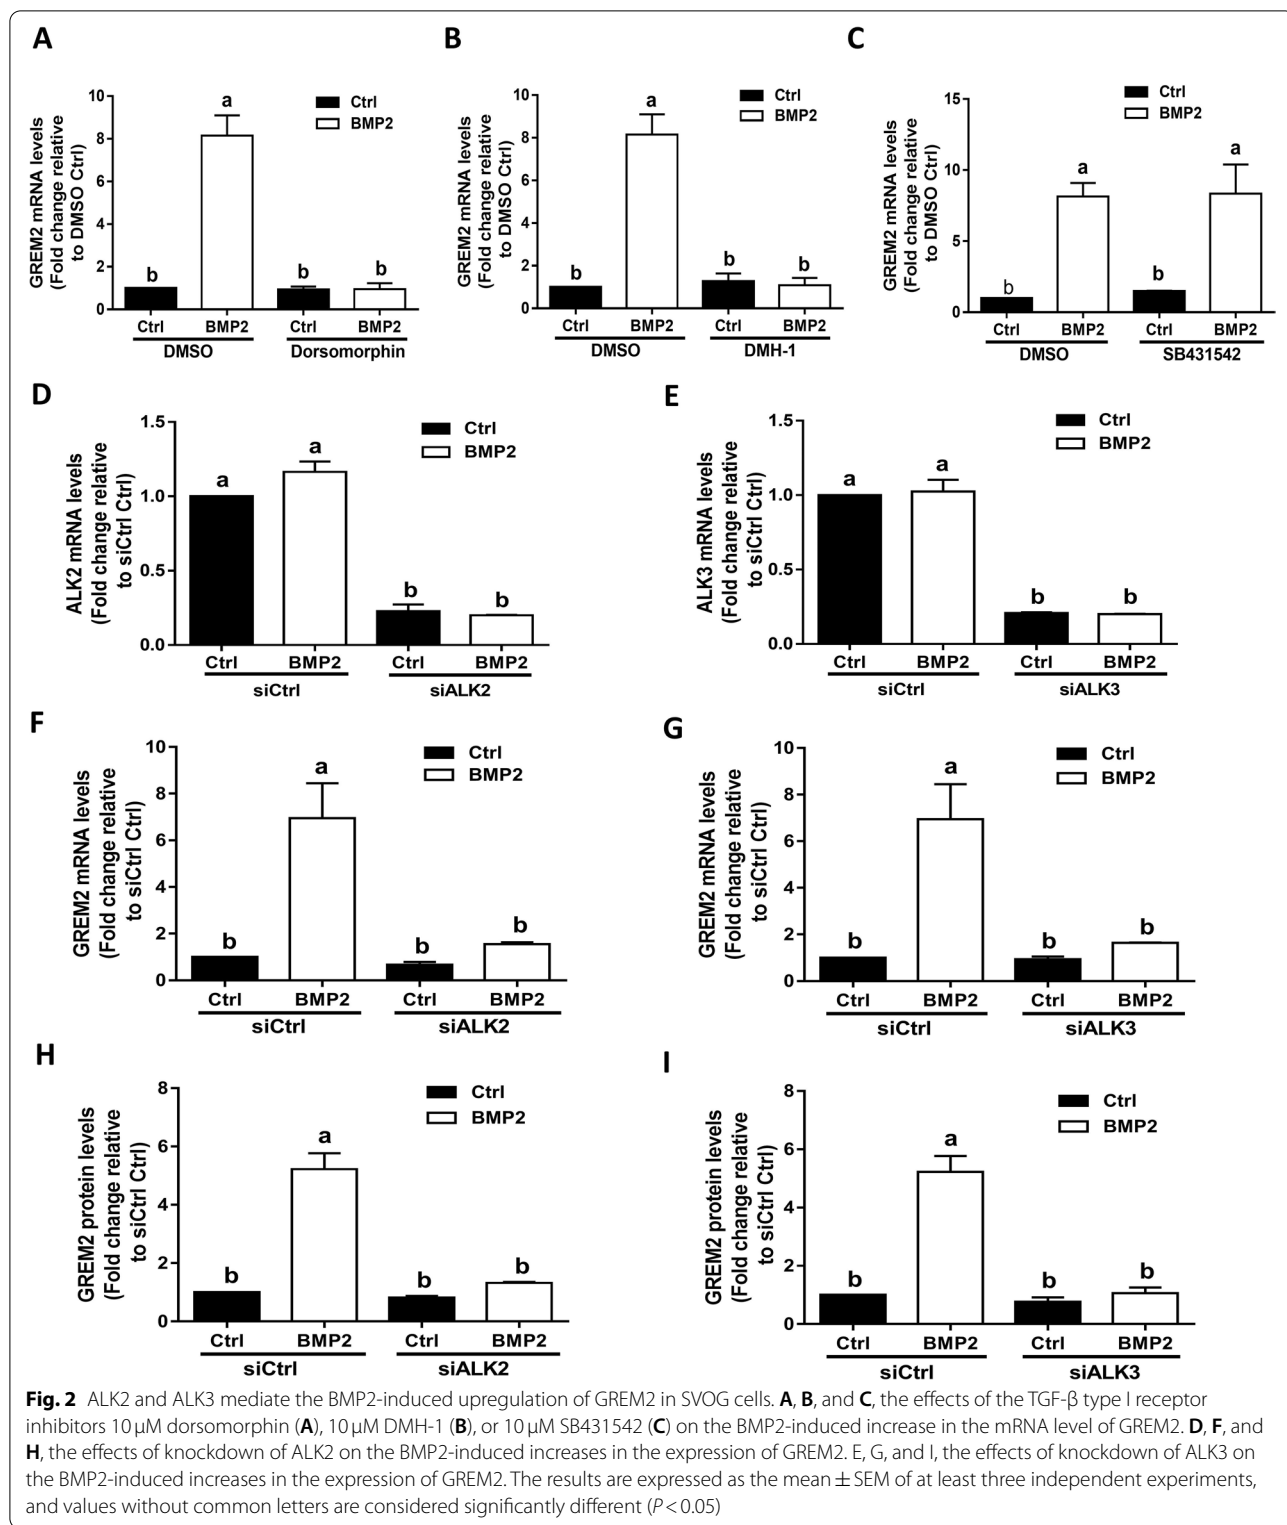 A
GREM2 mRNA levels
(Fold change relative
to DMSO Ctrl)
10
8
6
4
2
0
b
a
b
b
Ctrl
BMP2
Ctrl
BMP2
Ctrl
BMP2
DMSO
Dorsomorphin
B
GREM2 mRNA levels
(Fold change relative
to DMSO Ctrl)
10
8
6
4
2
0
b
a
b
b
Ctrl
BMP2
Ctrl
BMP2
Ctrl
BMP2
DMSO
DMH-1
C
GREM2 mRNA levels
(Fold change relative
to DMSO Ctrl)
15
10
5
0
b
a
b
a
Ctrl
BMP2
Ctrl
BMP2
Ctrl
BMP2
DMSO
SB431542
D
ALK2 mRNA levels
(Fold change relative
to siCtrl Ctrl)
1.5
1.0
0.5
0.0
a
a
b
b
Ctrl
BMP2
Ctrl
BMP2
Ctrl
BMP2
siCtrl
siALK2
E
ALK3 mRNA levels
(Fold change relative
to siCtrl Ctrl)
1.5
1.0
0.5
0.0
a
a
b
b
Ctrl
BMP2
Ctrl
BMP2
Ctrl
BMP2
siCtrl
siALK3
F
GREM2 mRNA levels
(Fold change relative
to siCtrl Ctrl)
10
8
6
4
2
0
b
a
b
b
Ctrl
BMP2
Ctrl
BMP2
Ctrl
BMP2
siCtrl
siALK2
G
GREM2 mRNA levels
(Fold change relative
to siCtrl Ctrl)
10
8
6
4
2
0
b
a
b
b
Ctrl
BMP2
Ctrl
BMP2
Ctrl
BMP2
siCtrl
siALK3
H
GREM2 protein levels
(Fold change relative
to siCtrl Ctrl)
8
6
4
2
0
b
a
b
b
Ctrl
BMP2
Ctrl
BMP2
Ctrl
BMP2
siCtrl
siALK2
I
GREM2 protein levels
(Fold change relative
to siCtrl Ctrl)
8
6
4
2
0
b
a
b
b
Ctrl
BMP2
Ctrl
BMP2
Ctrl
BMP2
siCtrl
siALK3
Fig. 2 ALK2 and ALK3 mediate the BMP2-induced upregulation of GREM2 in SVOG cells. A, B, and C, the effects of the TGF-β type I receptor
inhibitors 10 μM dorsomorphin (A), 10 μM DMH-1 (B), or 10 μM SB431542 (C) on the BMP2-induced increase in the mRNA level of GREM2. D, F, and
H, the effects of knockdown of ALK2 on the BMP2-induced increases in the expression of GREM2. E, G, and I, the effects of knockdown of ALK3 on
the BMP2-induced increases in the expression of GREM2. The results are expressed as the mean ± SEM of at least three independent experiments,
and values without common letters are considered significantly different (P < 0.05)